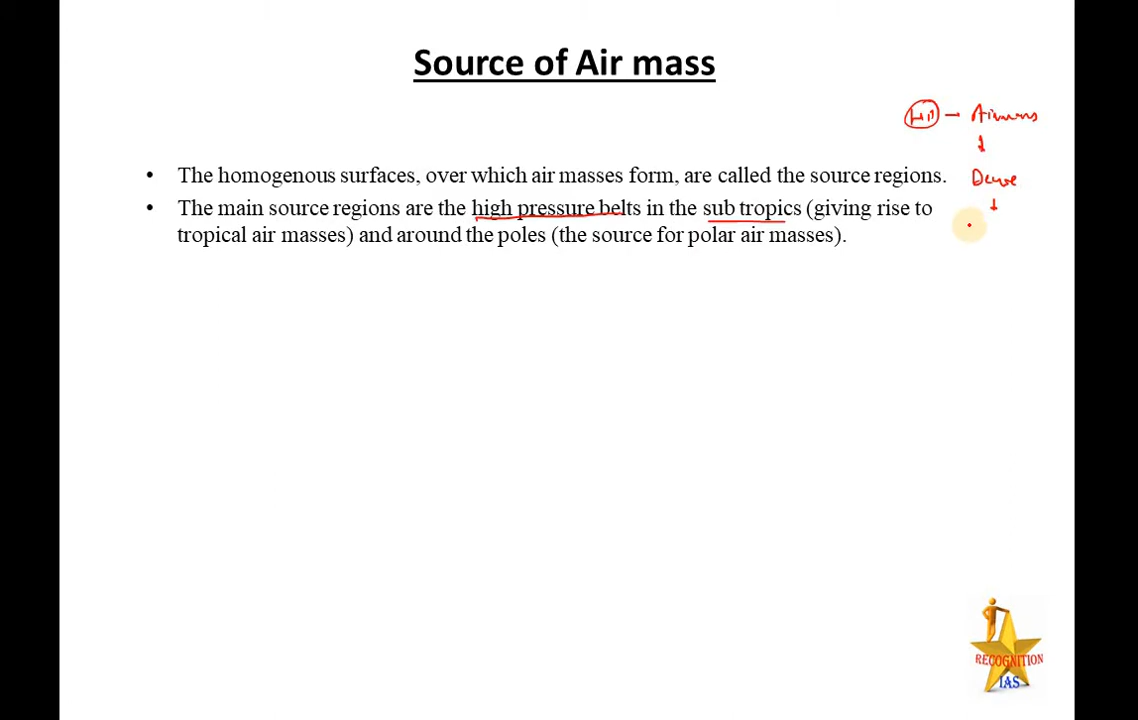 Source of Air mass
HP - Airmass
• The homogenous surfaces, over which air masses form, are called the source regions.
Dense
• The main source regions are the high pressure belts in the sub tropics (giving rise to
tropical air masses) and around the poles (the source for polar air masses).
RECOGNITION
IAS